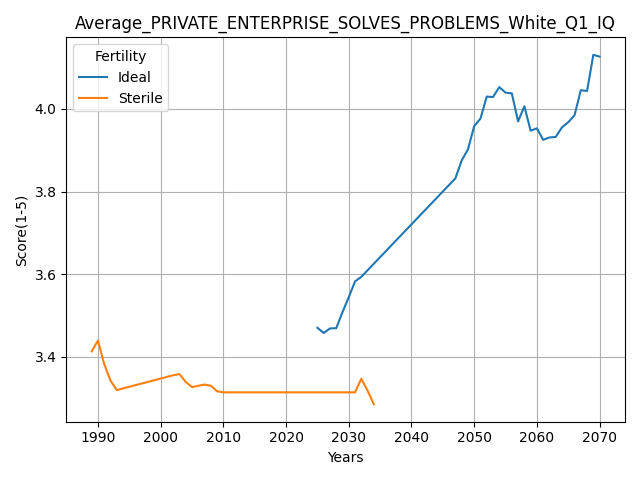 Average_PRIVATE_ENTERPRISE_SOLVES_PROBLEMS_White_Q1_IQ
Fertility
Ideal
Sterile
4.0
3.8
3.6
3.4
Score(1-5)
1990 2000 2010 2020 2030 2040 2050 2060 2070
Years